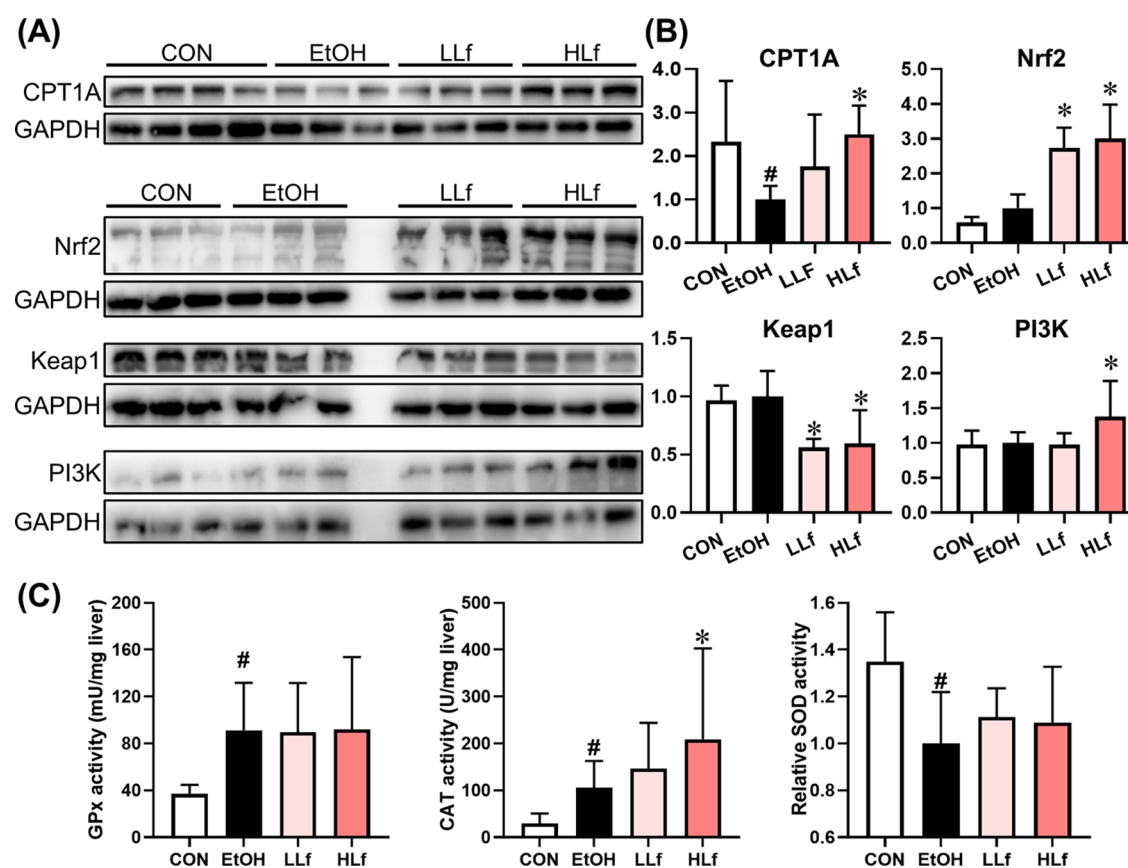 (A)
CON EtOH LLf HLf
CPT1A
GAPDH
CON EtOH LLf HLf
Nrf2
GAPDH
Keap1
GAPDH
PI3K
GAPDH
(B)
CPT1A
4.0
3.0
2.0
1.0
0.0
#
*
CON EtOH LLF HLf
Nrf2
5.0
4.0
3.0
2.0
1.0
0.0
* *
CON EtOH LLf HLf
Keap1
1.5
1.0
0.5
0.0
* *
CON EtOH LLf HLf
PI3K
2.5
2.0
1.5
1.0
0.5
0.0
*
CON EtOH LLf HLf
(C)
GPx activity (mU/mg liver)
200
160
120
80
40
0
#
CON EtOH LLf HLf
CAT activity (U/mg liver)
500
400
300
200
100
0
#
*
CON EtOH LLf HLf
Relative SOD activity
1.6
1.4
1.2
1.0
0.8
0.6
#
CON EtOH LLf HLf